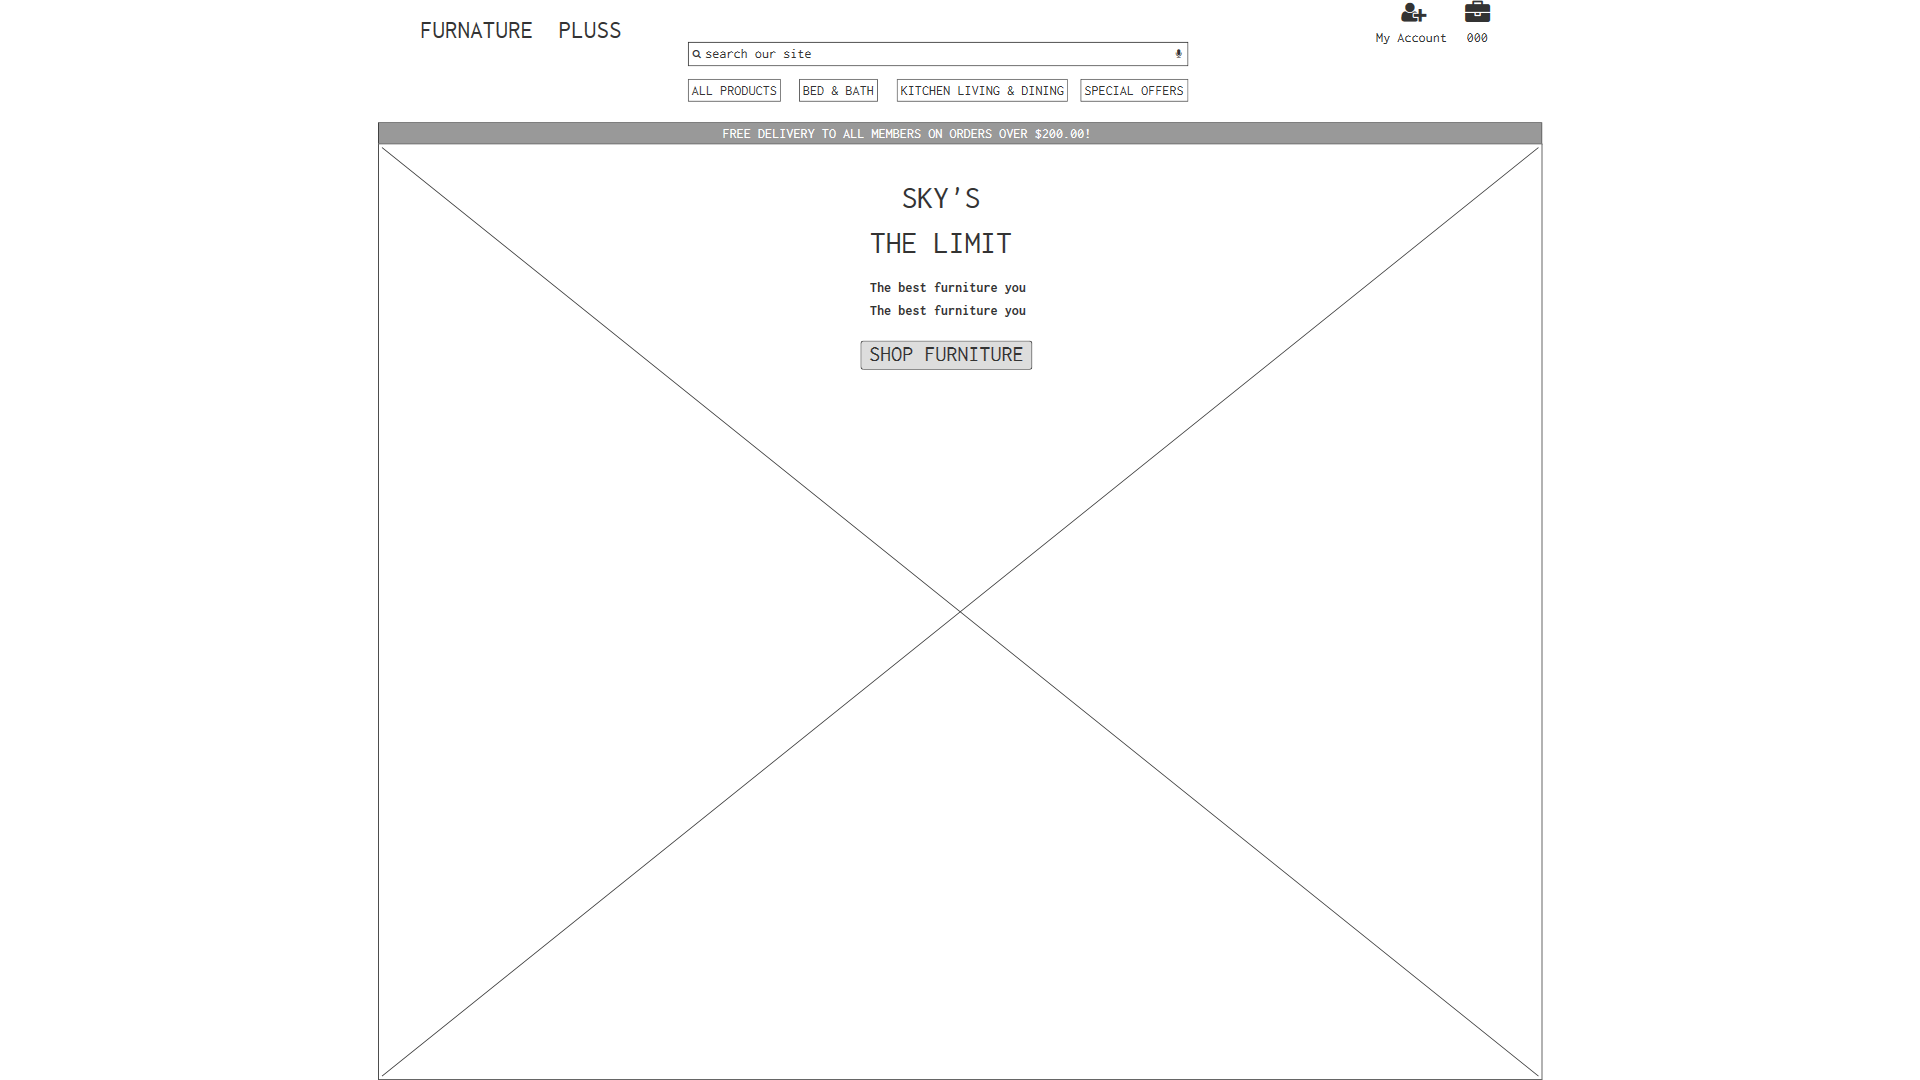 FURNATURE PLUSS
My Account 000
search our site
ALL PRODUCTS BED & BATH KITCHEN LIVING & DINING SPECIAL OFFERS
FREE DELIVERY TO ALL MEMBERS ON ORDERS OVER $200.00!
SKY'S
THE LIMIT
The best furniture you
The best furniture you
SHOP FURNITURE